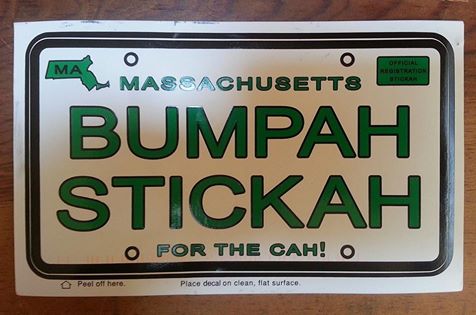 MA
OFFICIAL
REGISTRATION
STICKAH
MASSACHUSETTS
BUMPAH
STICKAH
FOR THE CAH!
Peel off here.
Place decal on clean, flat surface.